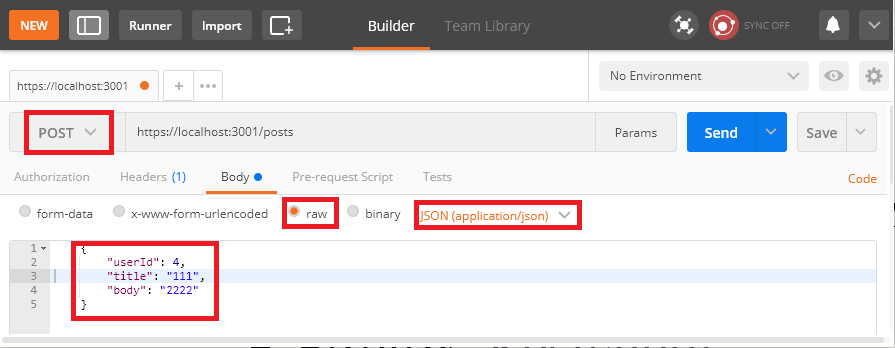 NEW Runner Import Builder Team Library SYNC OFF
https://localhost:3001 + ••• No Environment
POST https://localhost:3001/posts Params Send Save
Authorization Headers (1) Body Pre-request Script Tests Code
form-data x-www-form-urlencoded raw binary JSON (application/json)
1 {
2 "userId": 4,
3 "title": "111",
4 "body": "2222"
5 }